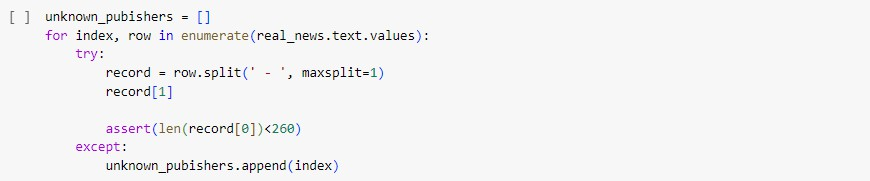 [ ] unknown_pubishers = []
for index, row in enumerate(real_news.text.values):
try:
record = row.split(' - ', maxsplit=1)
record[1]
assert(len(record[0])<260)
except:
unknown_pubishers.append(index)